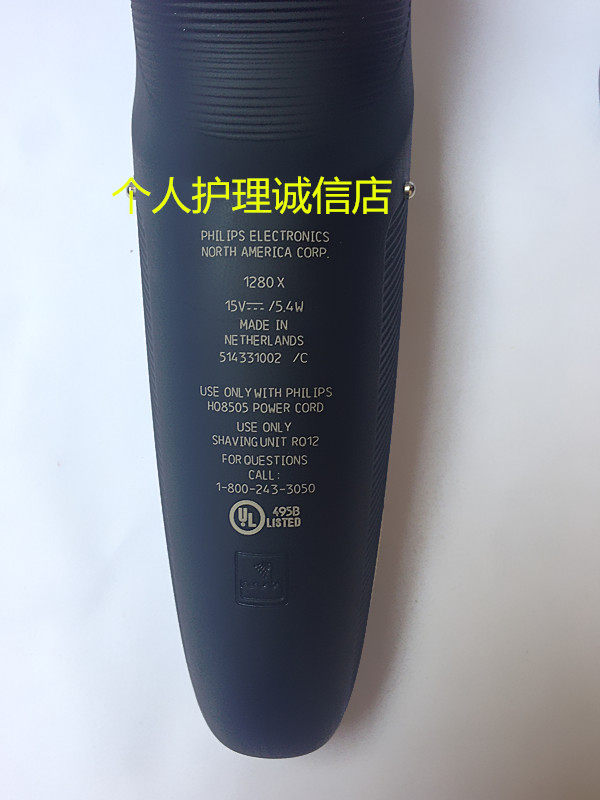 个人护理诚信店
PHILIPS ELECTRONICS
NORTH AMERICA CORP.
1280 X
15V⎓ /5.4W
MADE IN
NETHERLANDS
514331002 /C
USE ONLY WITH PHILIPS
HQ8505 POWER CORD
USE ONLY
SHAVING UNIT RQ12
FOR QUESTIONS
CALL:
1-800-243-3050
UL 495B
LISTED